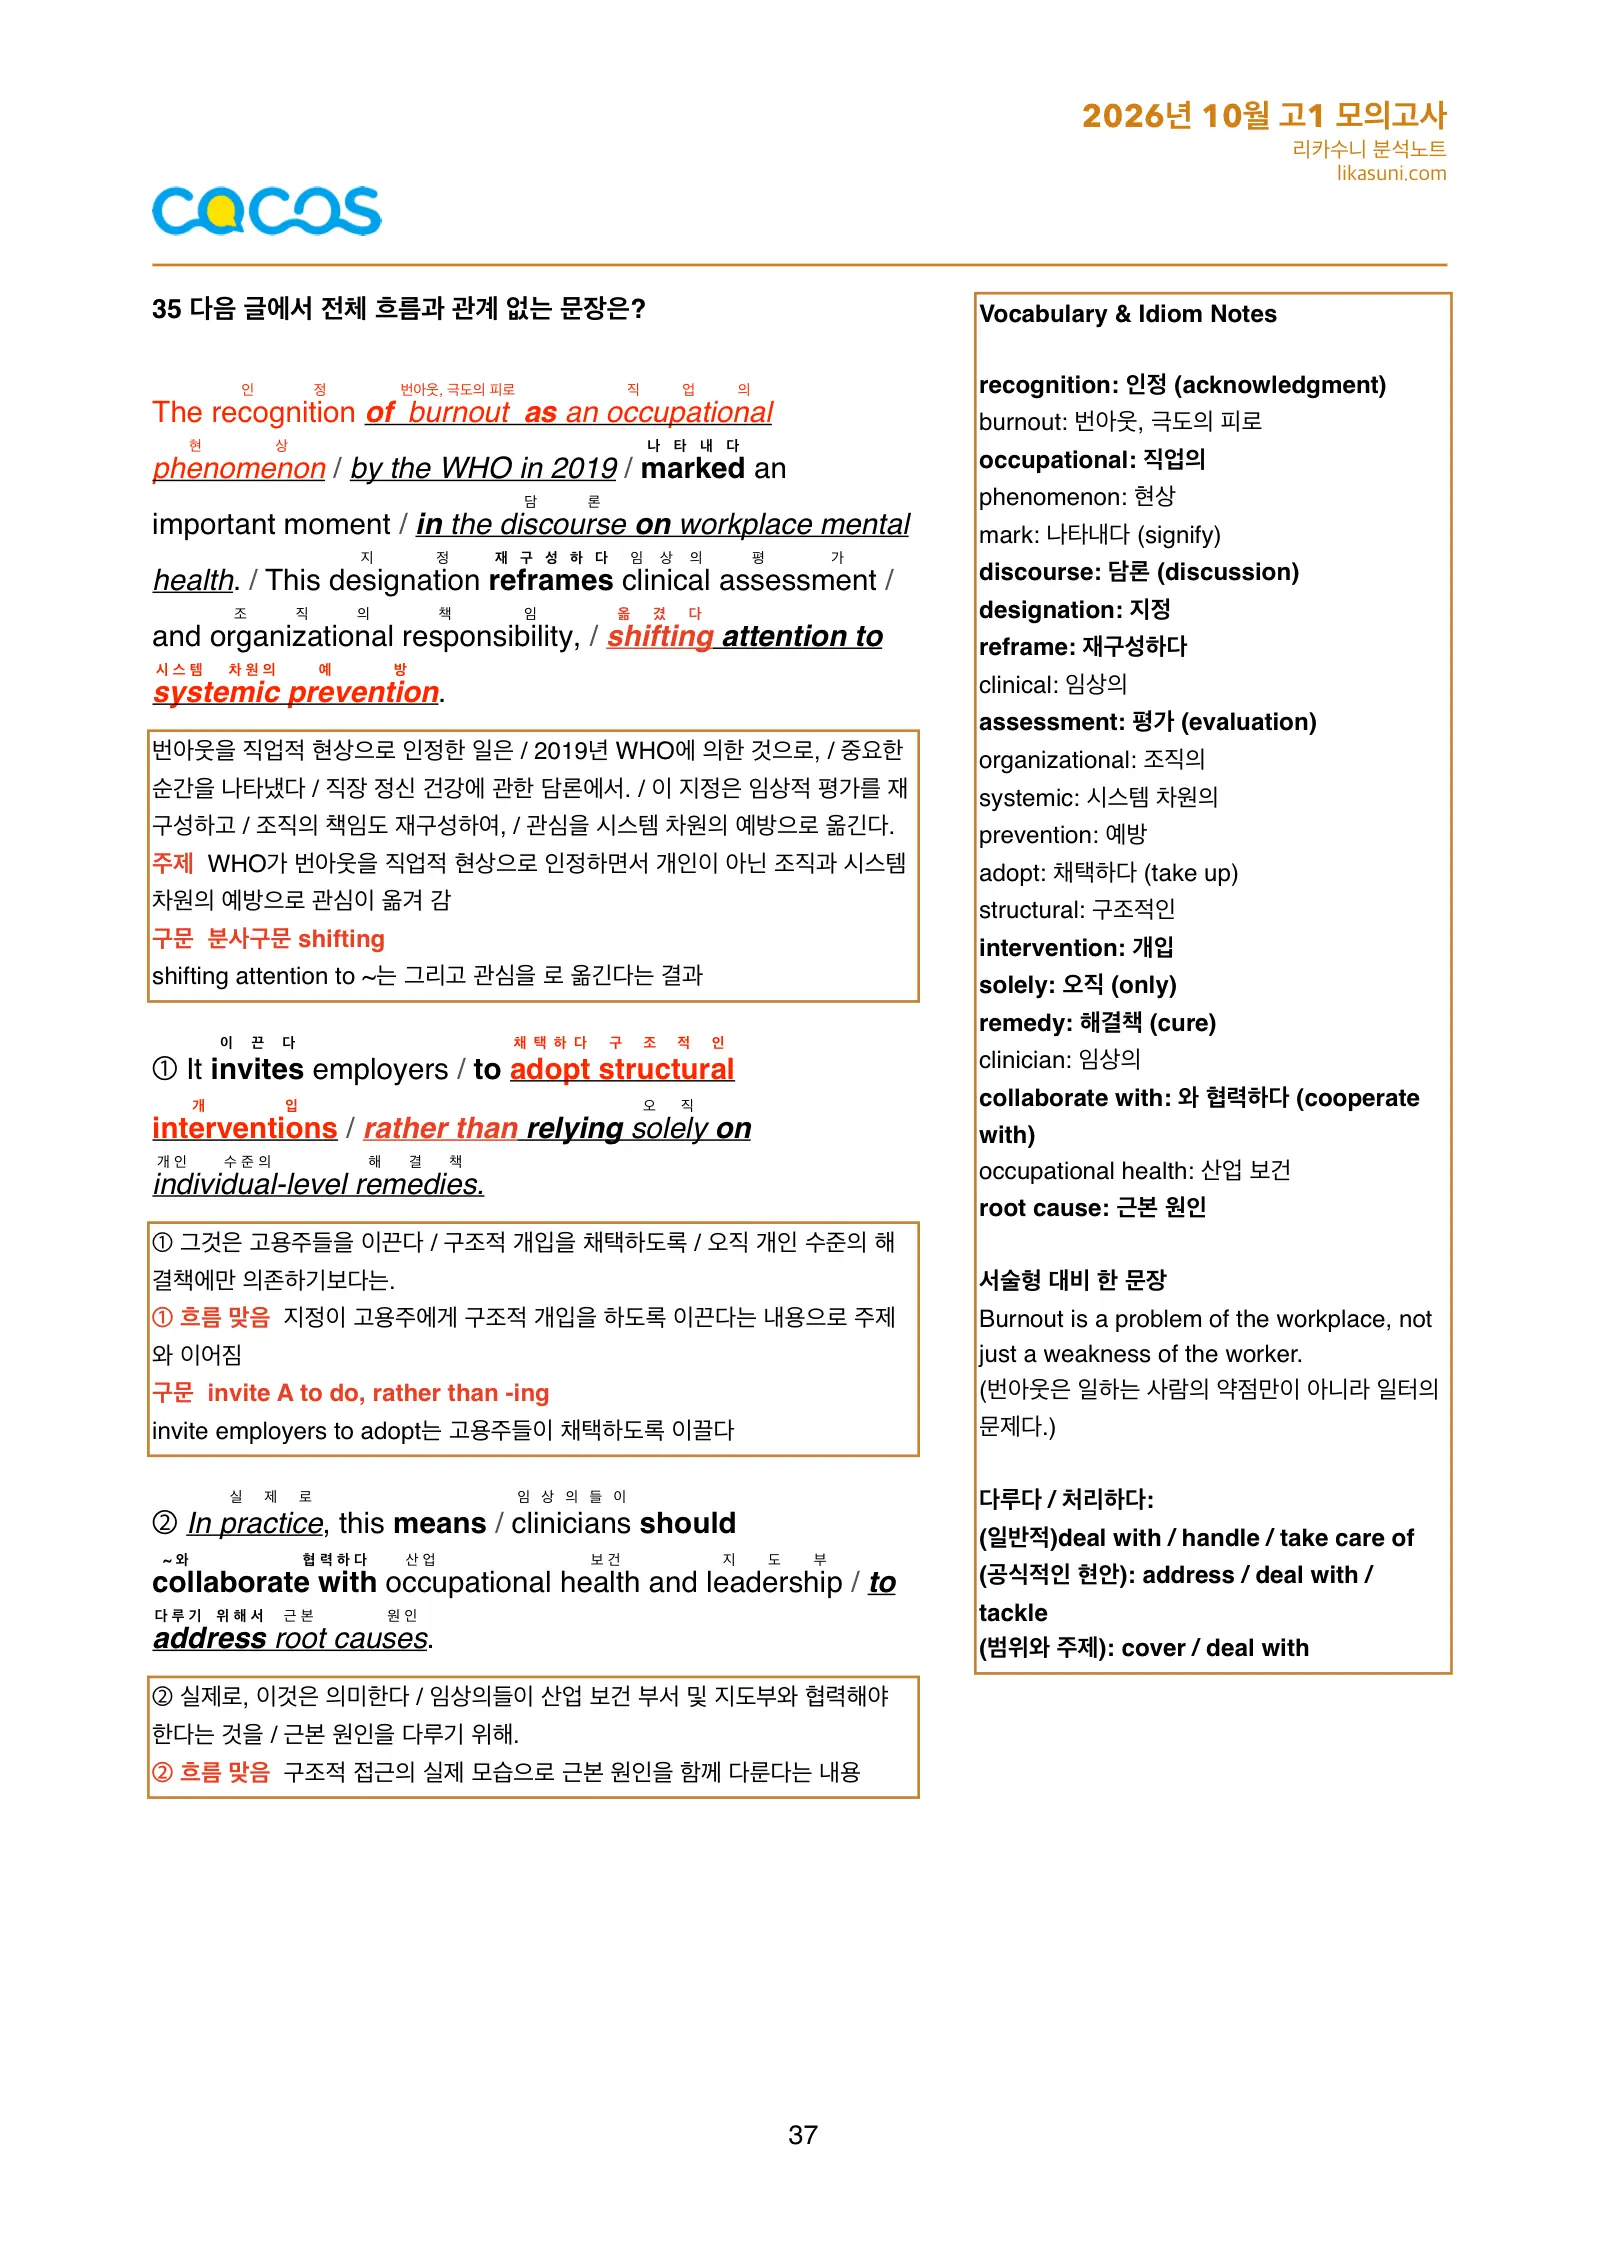 2026년 10월 고1 모의고사
리카수니 분석노트
likasuni.com
cacos
35 다음 글에서 전체 흐름과 관계 없는 문장은?
인 정 번아웃, 극도의 피로 직 업 의
The recognition of burnout as an occupational
현 상 나 타 내 다
phenomenon / by the WHO in 2019 / marked an
담 론
important moment / in the discourse on workplace mental
지 정 재 구 성 하 다 임 상 의 평 가
health. / This designation reframes clinical assessment /
조 직 의 책 임 옮 겼 다
and organizational responsibility, / shifting attention to
시스템 차원의 예 방
systemic prevention.
번아웃을 직업적 현상으로 인정한 일은 / 2019년 WHO에 의한 것으로, / 중요한
순간을 나타냈다 / 직장 정신 건강에 관한 담론에서. / 이 지정은 임상적 평가를 재
구성하고 / 조직의 책임도 재구성하여, / 관심을 시스템 차원의 예방으로 옮긴다.
주제 WHO가 번아웃을 직업적 현상으로 인정하면서 개인이 아닌 조직과 시스템
차원의 예방으로 관심이 옮겨 감
구문 분사구문 shifting
shifting attention to ~는 그리고 관심을 로 옮긴다는 결과
이 끈 다 채 택 하 다 구 조 적 인
① It invites employers / to adopt structural
개 입 오 직
interventions / rather than relying solely on
개인 수준의 해 결 책
individual-level remedies.
① 그것은 고용주들을 이끈다 / 구조적 개입을 채택하도록 / 오직 개인 수준의 해
결책에만 의존하기보다는.
① 흐름 맞음 지정이 고용주에게 구조적 개입을 하도록 이끈다는 내용으로 주제
와 이어짐
구문 invite A to do, rather than -ing
invite employers to adopt는 고용주들이 채택하도록 이끌다
실 제 로 임 상 의 들 이
② In practice, this means / clinicians should
~와 협력하다 산업 보건 지 도 부
collaborate with occupational health and leadership / to
다루기 위해서 근본 원인
address root causes.
② 실제로, 이것은 의미한다 / 임상의들이 산업 보건 부서 및 지도부와 협력해야
한다는 것을 / 근본 원인을 다루기 위해.
② 흐름 맞음 구조적 접근의 실제 모습으로 근본 원인을 함께 다룬다는 내용
Vocabulary & Idiom Notes
recognition: 인정 (acknowledgment)
burnout: 번아웃, 극도의 피로
occupational: 직업의
phenomenon: 현상
mark: 나타내다 (signify)
discourse: 담론 (discussion)
designation: 지정
reframe: 재구성하다
clinical: 임상의
assessment: 평가 (evaluation)
organizational: 조직의
systemic: 시스템 차원의
prevention: 예방
adopt: 채택하다 (take up)
structural: 구조적인
intervention: 개입
solely: 오직 (only)
remedy: 해결책 (cure)
clinician: 임상의
collaborate with: 와 협력하다 (cooperate
with)
occupational health: 산업 보건
root cause: 근본 원인
서술형 대비 한 문장
Burnout is a problem of the workplace, not
just a weakness of the worker.
(번아웃은 일하는 사람의 약점만이 아니라 일터의
문제다.)
다루다 / 처리하다:
(일반적)deal with / handle / take care of
(공식적인 현안): address / deal with /
tackle
(범위와 주제): cover / deal with
37